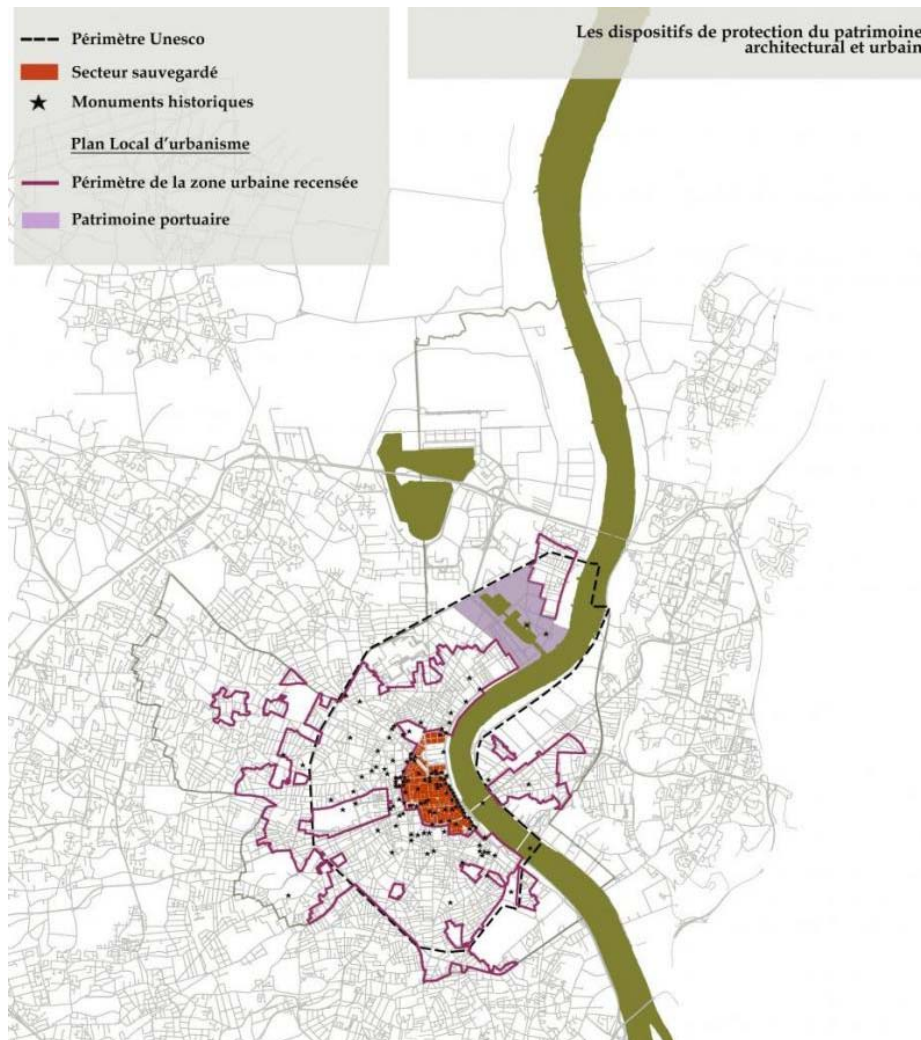 Périmètre Unesco
Secteur sauvegardé
Monuments historiques
Plan Local d'urbanisme
Périmètre de la zone urbaine recensée
Patrimoine portuaire
Les dispositifs de protection du patrimoine
architectural et urbain